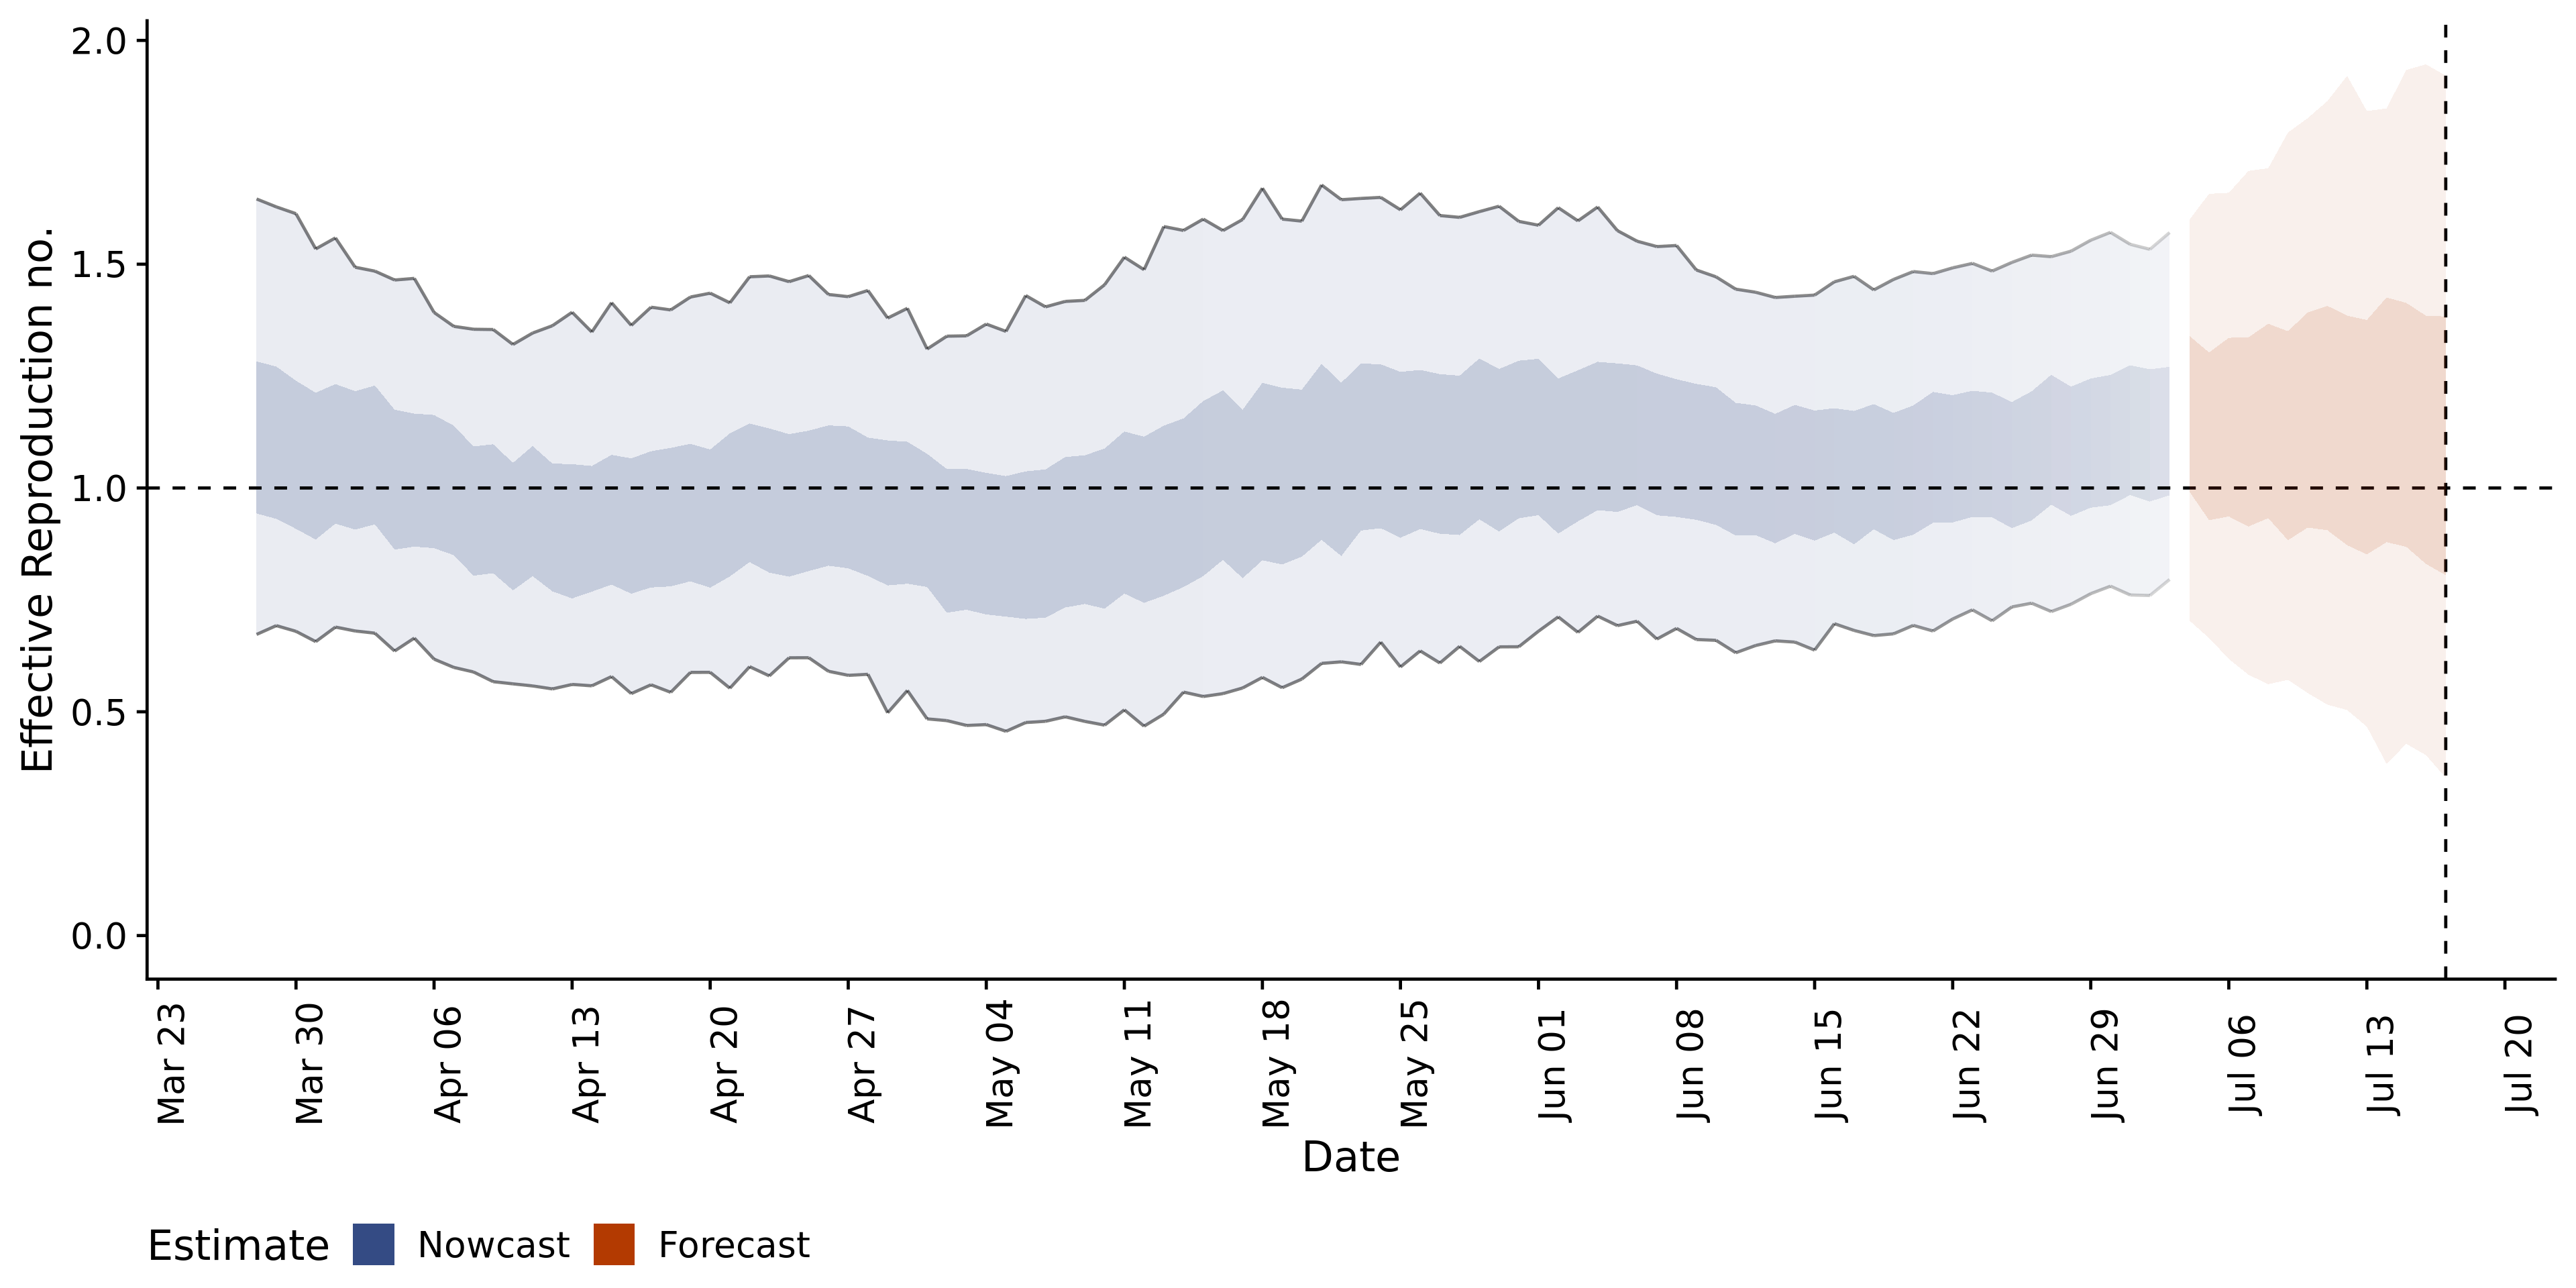 Effective Reproduction no.
2.0
1.5
1.0
0.5
0.0
Mar 23
Mar 30
Apr 06
Apr 13
Apr 20
Apr 27
May 04
May 11
May 18
May 25
Jun 01
Jun 08
Jun 15
Jun 22
Jun 29
Jul 06
Jul 13
Jul 20
Date
Estimate Nowcast Forecast